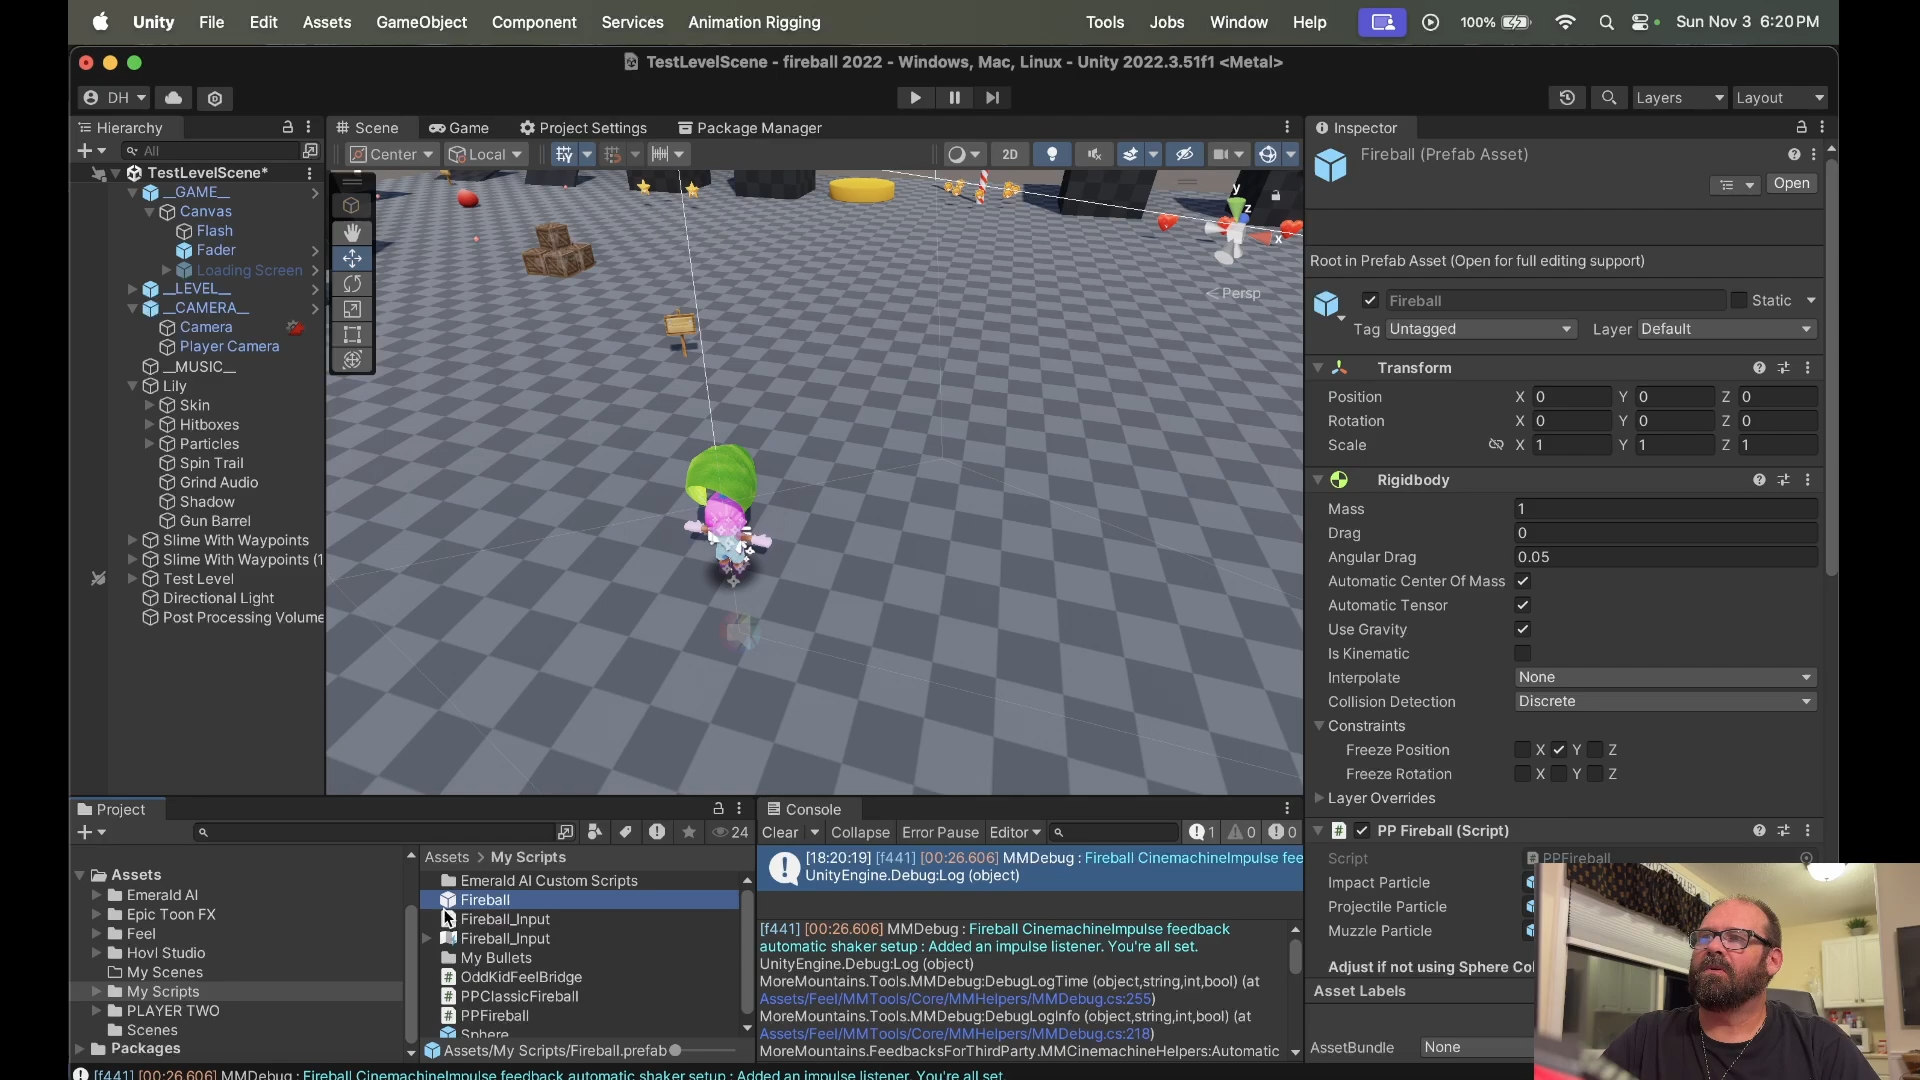 Unity File Edit Assets GameObject Component Services Animation Rigging Tools Jobs Window Help 100% Sun Nov 3 6:20 PM
TestLevelScene - fireball 2022 - Windows, Mac, Linux - Unity 2022.3.51f1 <Metal>
DH Layers Layout
Hierarchy
All
TestLevelScene*
__GAME__
Canvas
Flash
Fader
Loading Screen
__LEVEL__
__CAMERA__
Camera
Player Camera
__MUSIC__
Lily
Skin
Hitboxes
Particles
Spin Trail
Grind Audio
Shadow
Gun Barrel
Slime With Waypoints
Slime With Waypoints (1
Test Level
Directional Light
Post Processing Volume
Scene Game Project Settings Package Manager
Center Local 2D
y
z
x
Persp
Inspector
Fireball (Prefab Asset)
Open
Root in Prefab Asset (Open for full editing support)
Fireball Static
Tag Untagged Layer Default
Transform
Position X 0 Y 0 Z 0
Rotation X 0 Y 0 Z 0
Scale X 1 Y 1 Z 1
Rigidbody
Mass 1
Drag 0
Angular Drag 0.05
Automatic Center Of Mass
Automatic Tensor
Use Gravity
Is Kinematic
Interpolate None
Collision Detection Discrete
Constraints
Freeze Position X Y Z
Freeze Rotation X Y Z
Layer Overrides
# PP Fireball (Script)
Script PPFireball
Impact Particle
Projectile Particle
Muzzle Particle
Adjust if not using Sphere Co
Asset Labels
AssetBundle None
Project
24
Assets
Emerald AI
Epic Toon FX
Feel
Hovl Studio
My Scenes
My Scripts
PLAYER TWO
Scenes
Packages
Assets > My Scripts
Emerald AI Custom Scripts
Fireball
Fireball_Input
Fireball_Input
My Bullets
OddKidFeelBridge
PPClassicFireball
PPFireball
Sphere
Assets/My Scripts/Fireball.prefab
Console
Clear Collapse Error Pause Editor 1 0 0
[18:20:19] [f441] [00:26.606] MMDebug : Fireball CinemachineImpulse fee
UnityEngine.Debug:Log (object)
[f441] [00:26.606] MMDebug : Fireball CinemachineImpulse feedback
automatic shaker setup : Added an impulse listener. You're all set.
UnityEngine.Debug:Log (object)
MoreMountains.Tools.MMDebug:DebugLogTime (object,string,int,bool) (at
Assets/Feel/MMTools/Core/MMHelpers/MMDebug.cs:255)
MoreMountains.Tools.MMDebug:DebugLogInfo (object,string,int,bool) (at
Assets/Feel/MMTools/Core/MMHelpers/MMDebug.cs:218)
MoreMountains.FeedbacksForThirdParty.MMCinemachineHelpers:Automatic
[f441] [00:26.606] MMDebug : Fireball CinemachineImpulse feedback automatic shaker setup : Added an impulse listener. You're all set.